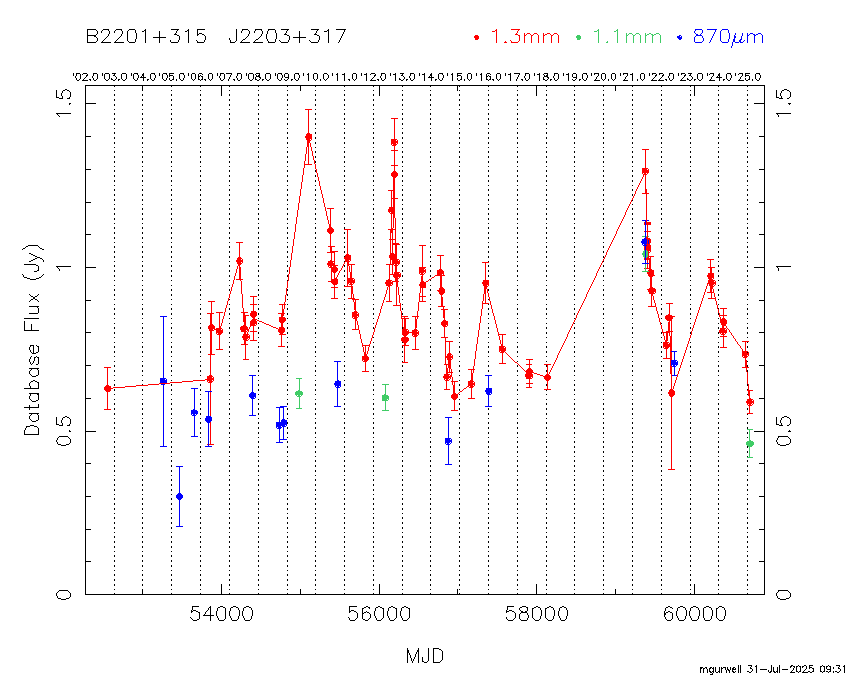 B2201+315 J2203+317 1.3mm 1.1mm 870μm
'02.0 '03.0 '04.0 '05.0 '06.0 '07.0 '08.0 '09.0 '10.0 '11.0 '12.0 '13.0 '14.0 '15.0 '16.0 '17.0 '18.0 '19.0 '20.0 '21.0 '22.0 '23.0 '24.0 '25.0
1.5 1.5
1 1
Database Flux (Jy)
0.5 0.5
0 0
54000 56000 58000 60000
MJD
mgurwell 31-Jul-2025 09:31